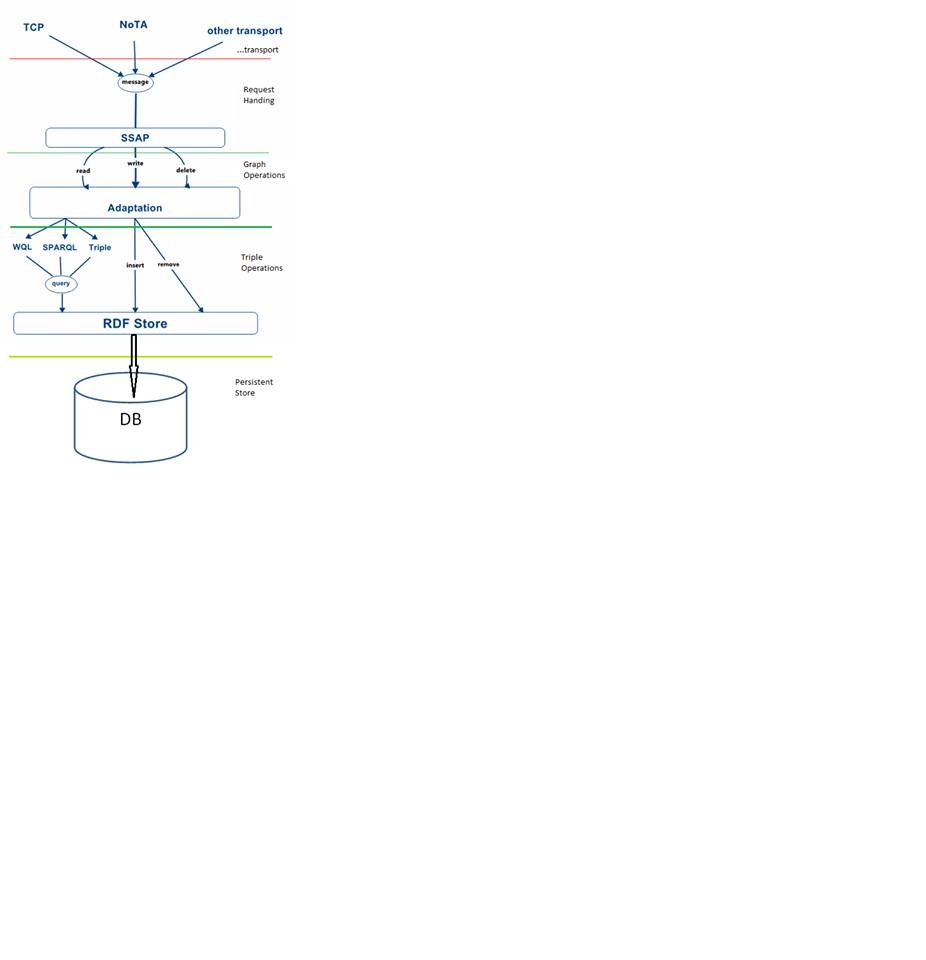 TCP
NoTA
other transport
...transport
message
Request
Handing
SSAP
Graph
Operations
read
write
delete
Adaptation
WQL
SPARQL
Triple
Triple
Operations
insert
remove
query
RDF Store
Persistent
Store
DB